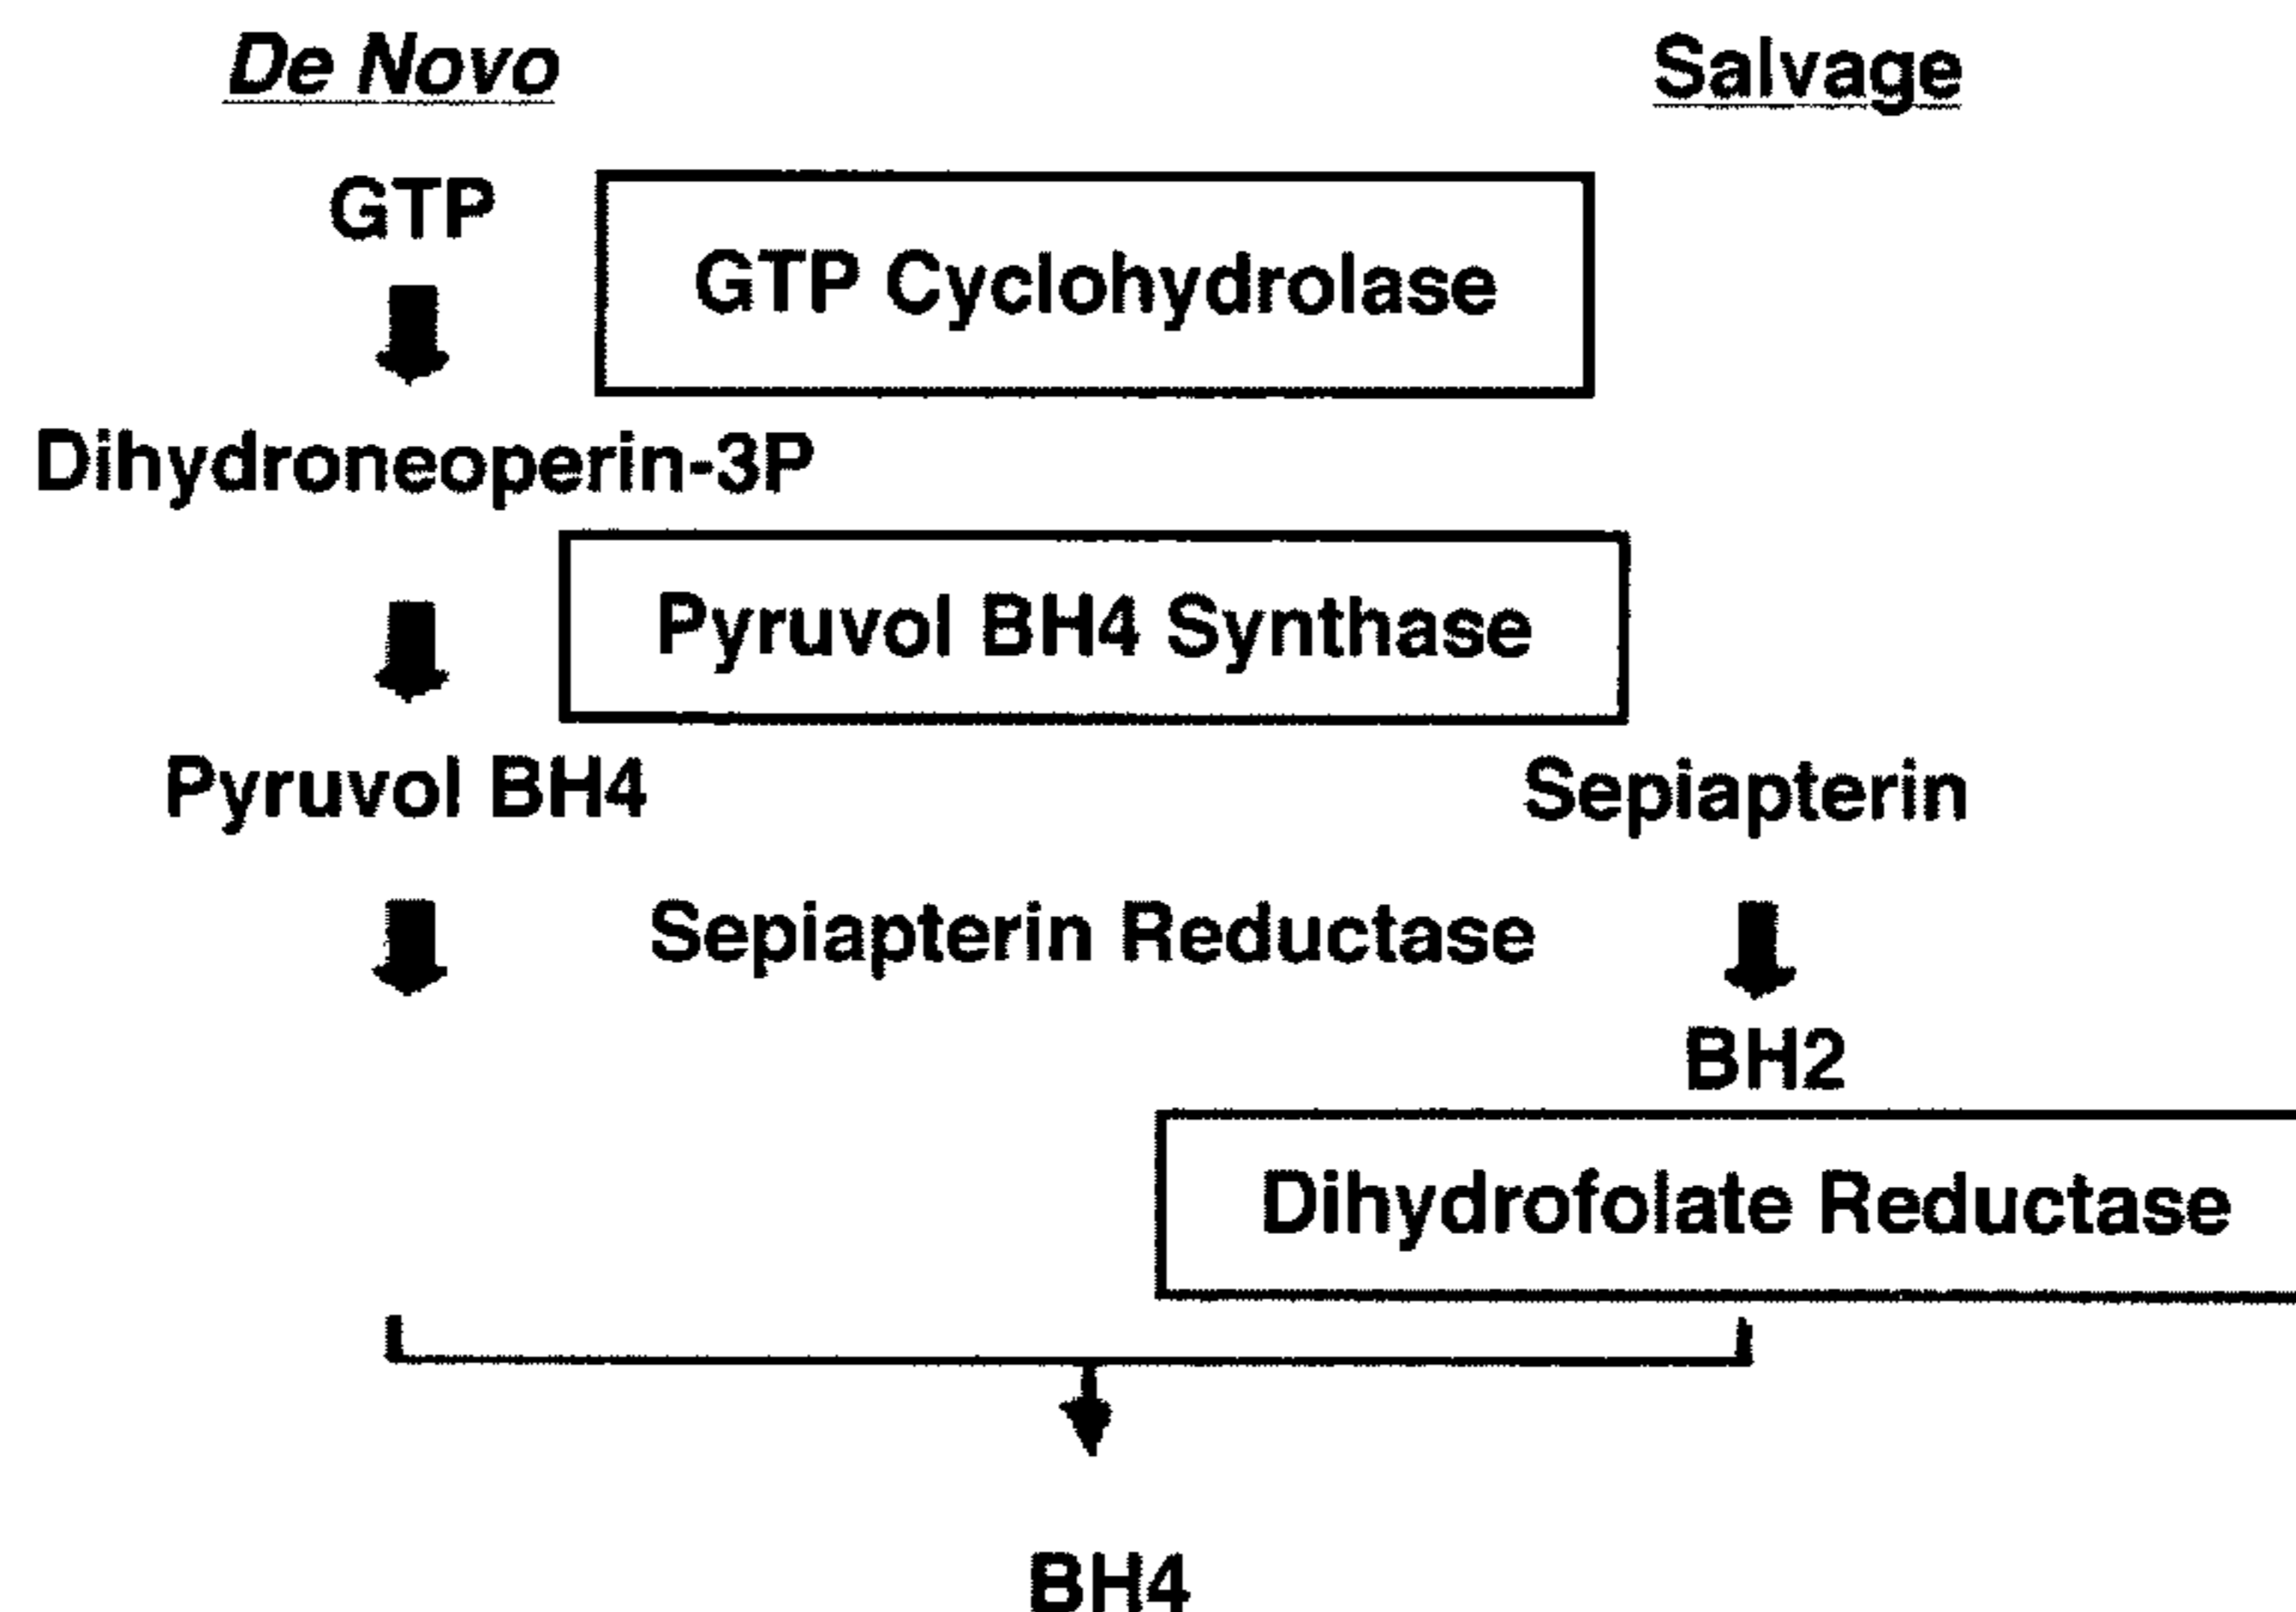 De Novo
Salvage
GTP
GTP Cyclohydrolase
Dihydroneoperin-3P
Pyruvol BH4 Synthase
Pyruvol BH4
Sepiapterin
Sepiapterin Reductase
BH2
Dihydrofolate Reductase
BH4